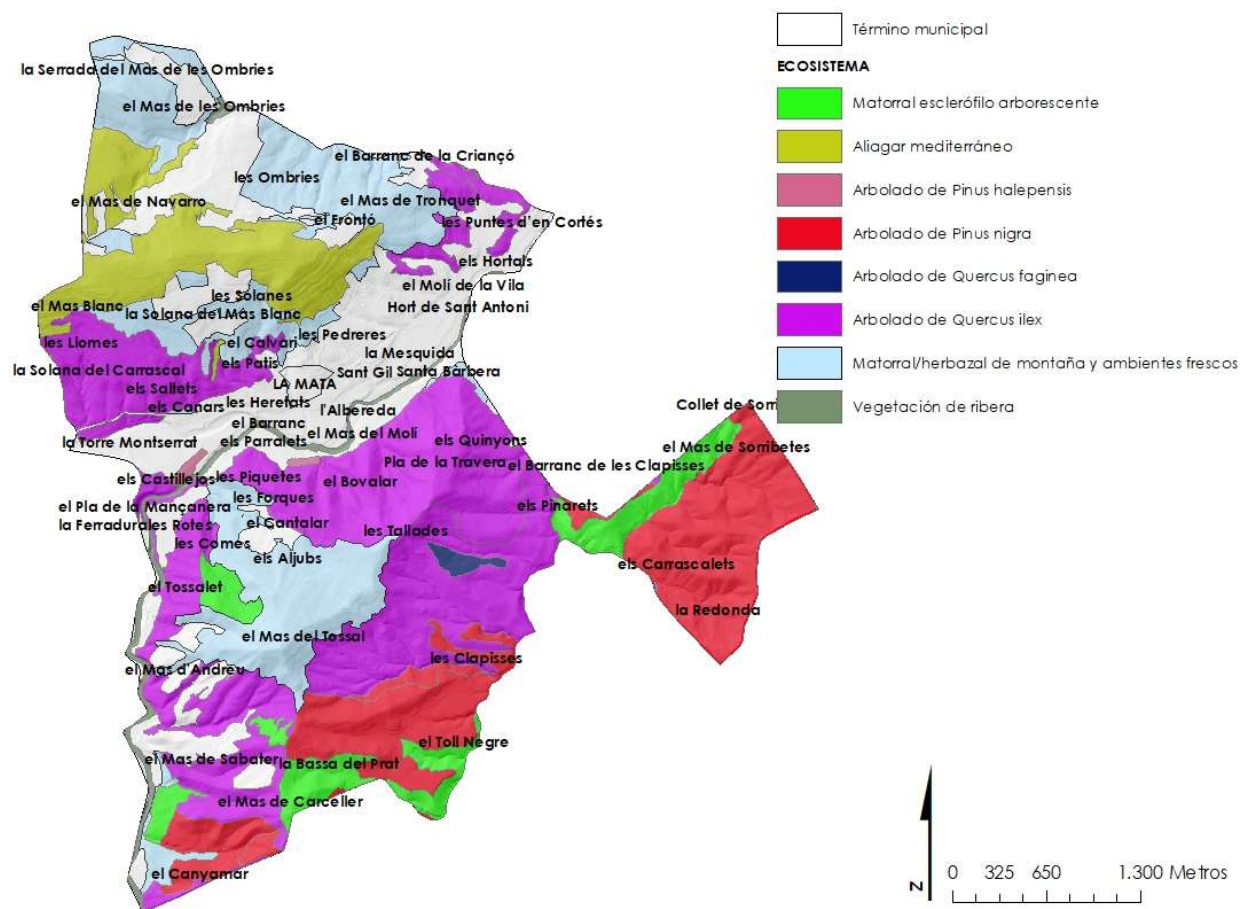 Término municipal
ECOSISTEMA
Matorral esclerófilo arborescente
Aliagar mediterráneo
Arbolado de Pinus halepensis
Arbolado de Pinus nigra
Arbolado de Quercus faginea
Arbolado de Quercus ilex
Matorral/herbazal de montaña y ambientes frescos
Vegetación de ribera
la Serrada del Mas de les Ombries
el Mas de les Ombries
el Barranc de la Criançó
les Ombries
el Mas de Navarro
el Mas de Tronquet
el Frontó
les Puntes d'en Cortés
els Hortals
el Molí de la Vila
les Solanes
Hort de Sant Antoni
el Mas Blanc
la Solana del Mas Blanc
les Pedreres
les Llomes
el Calvari
la Mesquida
la Solana del Carrascal
els Patis
Sant Gil
Santa Bàrbera
els Saltets
LA MATA
els Canars
les Heretats
l'Albereda
el Barranc
la Torre Montserrat
els Parralets
el Mas del Molí
els Quinyons
Collet de Sorri
el Mas de Sorribetes
els Castillejos
les Piquetes
el Bovalar
Pla de la Travera
el Barranc de les Clapisses
el Pla de la Mançanera
les Forques
els Pinarets
la Ferradura
les Rotes
el Cantalar
les Tallades
les Comes
els Aljubs
els Carrascalets
el Tossalet
la Redonda
el Mas del Tossal
el Mas d'Andreu
les Clapisses
el Toll Negre
el Mas de Sabater
la Bassa del Prat
el Mas de Carceller
el Canyamar
N
0 325 650 1.300 Metros